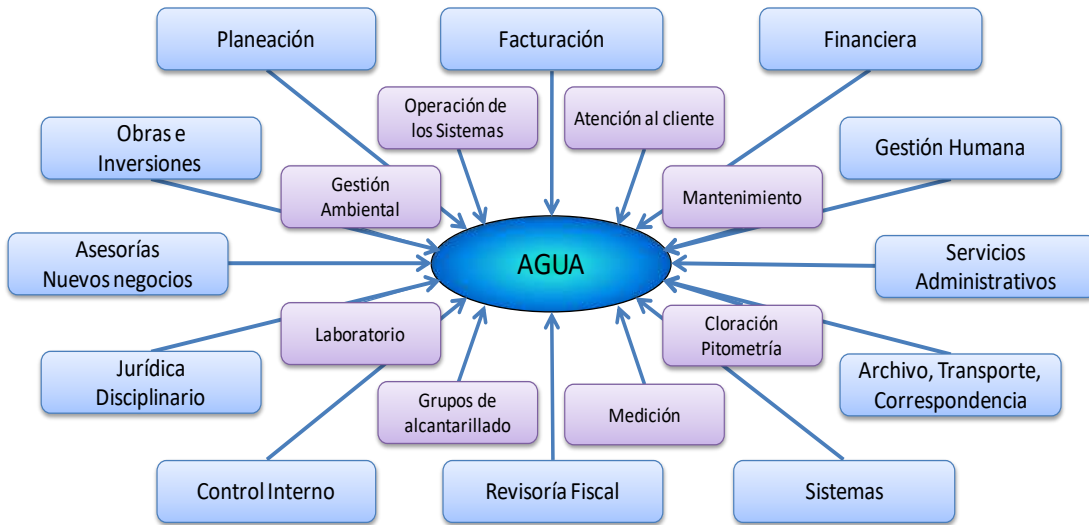 Planeación
Facturación
Financiera
Operación de
los Sistemas
Atención al cliente
Obras e
Inversiones
Gestión Humana
Gestión
Ambiental
Mantenimiento
Asesorías
Nuevos negocios
AGUA
Servicios
Administrativos
Laboratorio
Cloración
Pitometría
Jurídica
Disciplinario
Archivo, Transporte,
Correspondencia
Grupos de
alcantarillado
Medición
Control Interno
Revisoría Fiscal
Sistemas